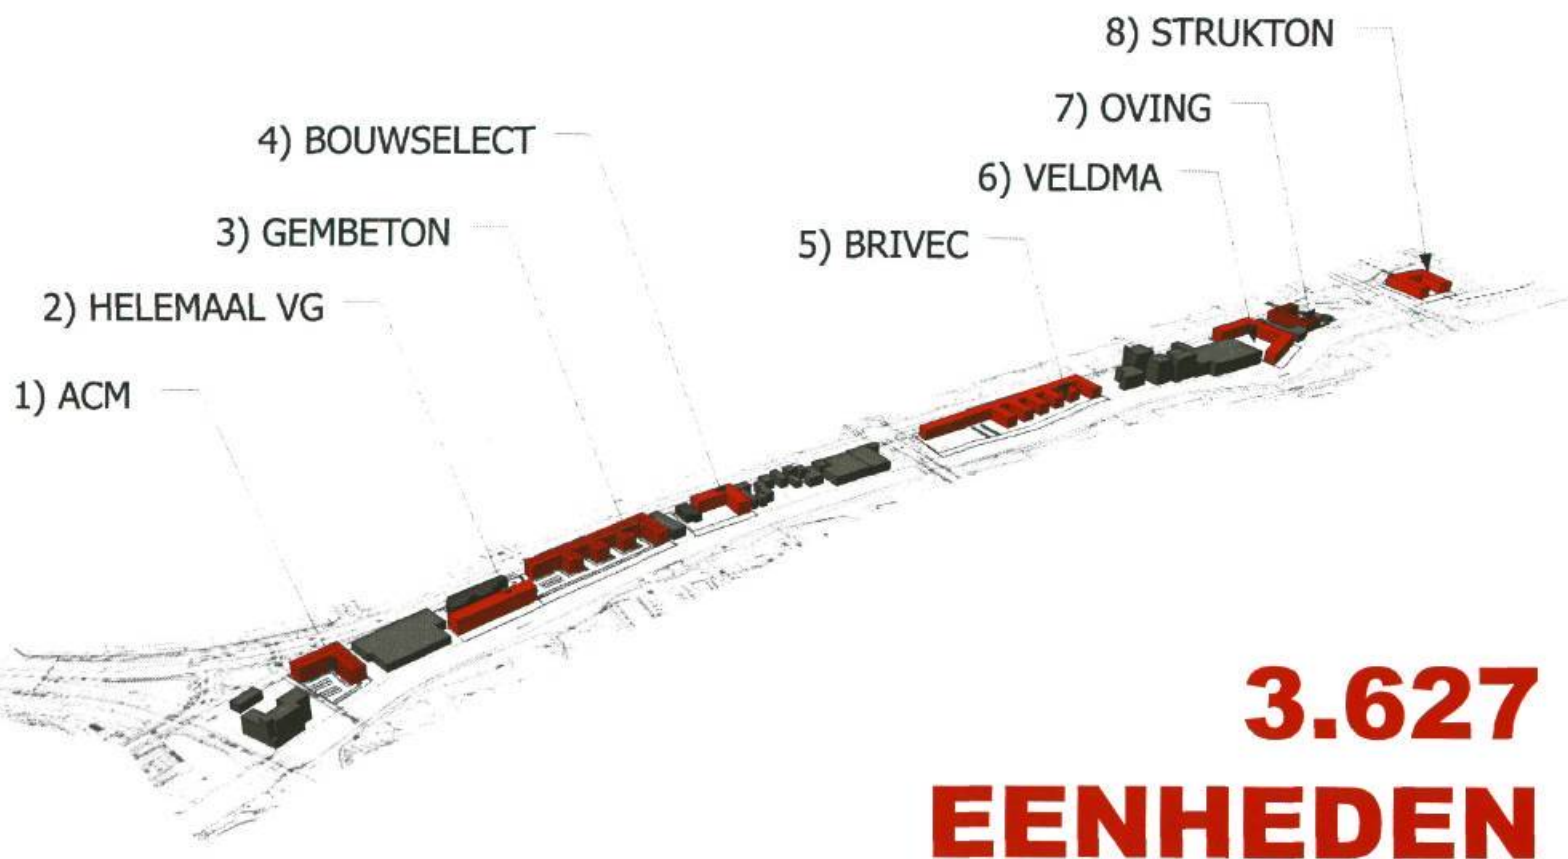 8) STRUKTON
7) OVING
4) BOUWSELECT
6) VELDMA
3) GEMBETON
5) BRIVEC
2) HELEMAAL VG
1) ACM
3.627
EENHEDEN